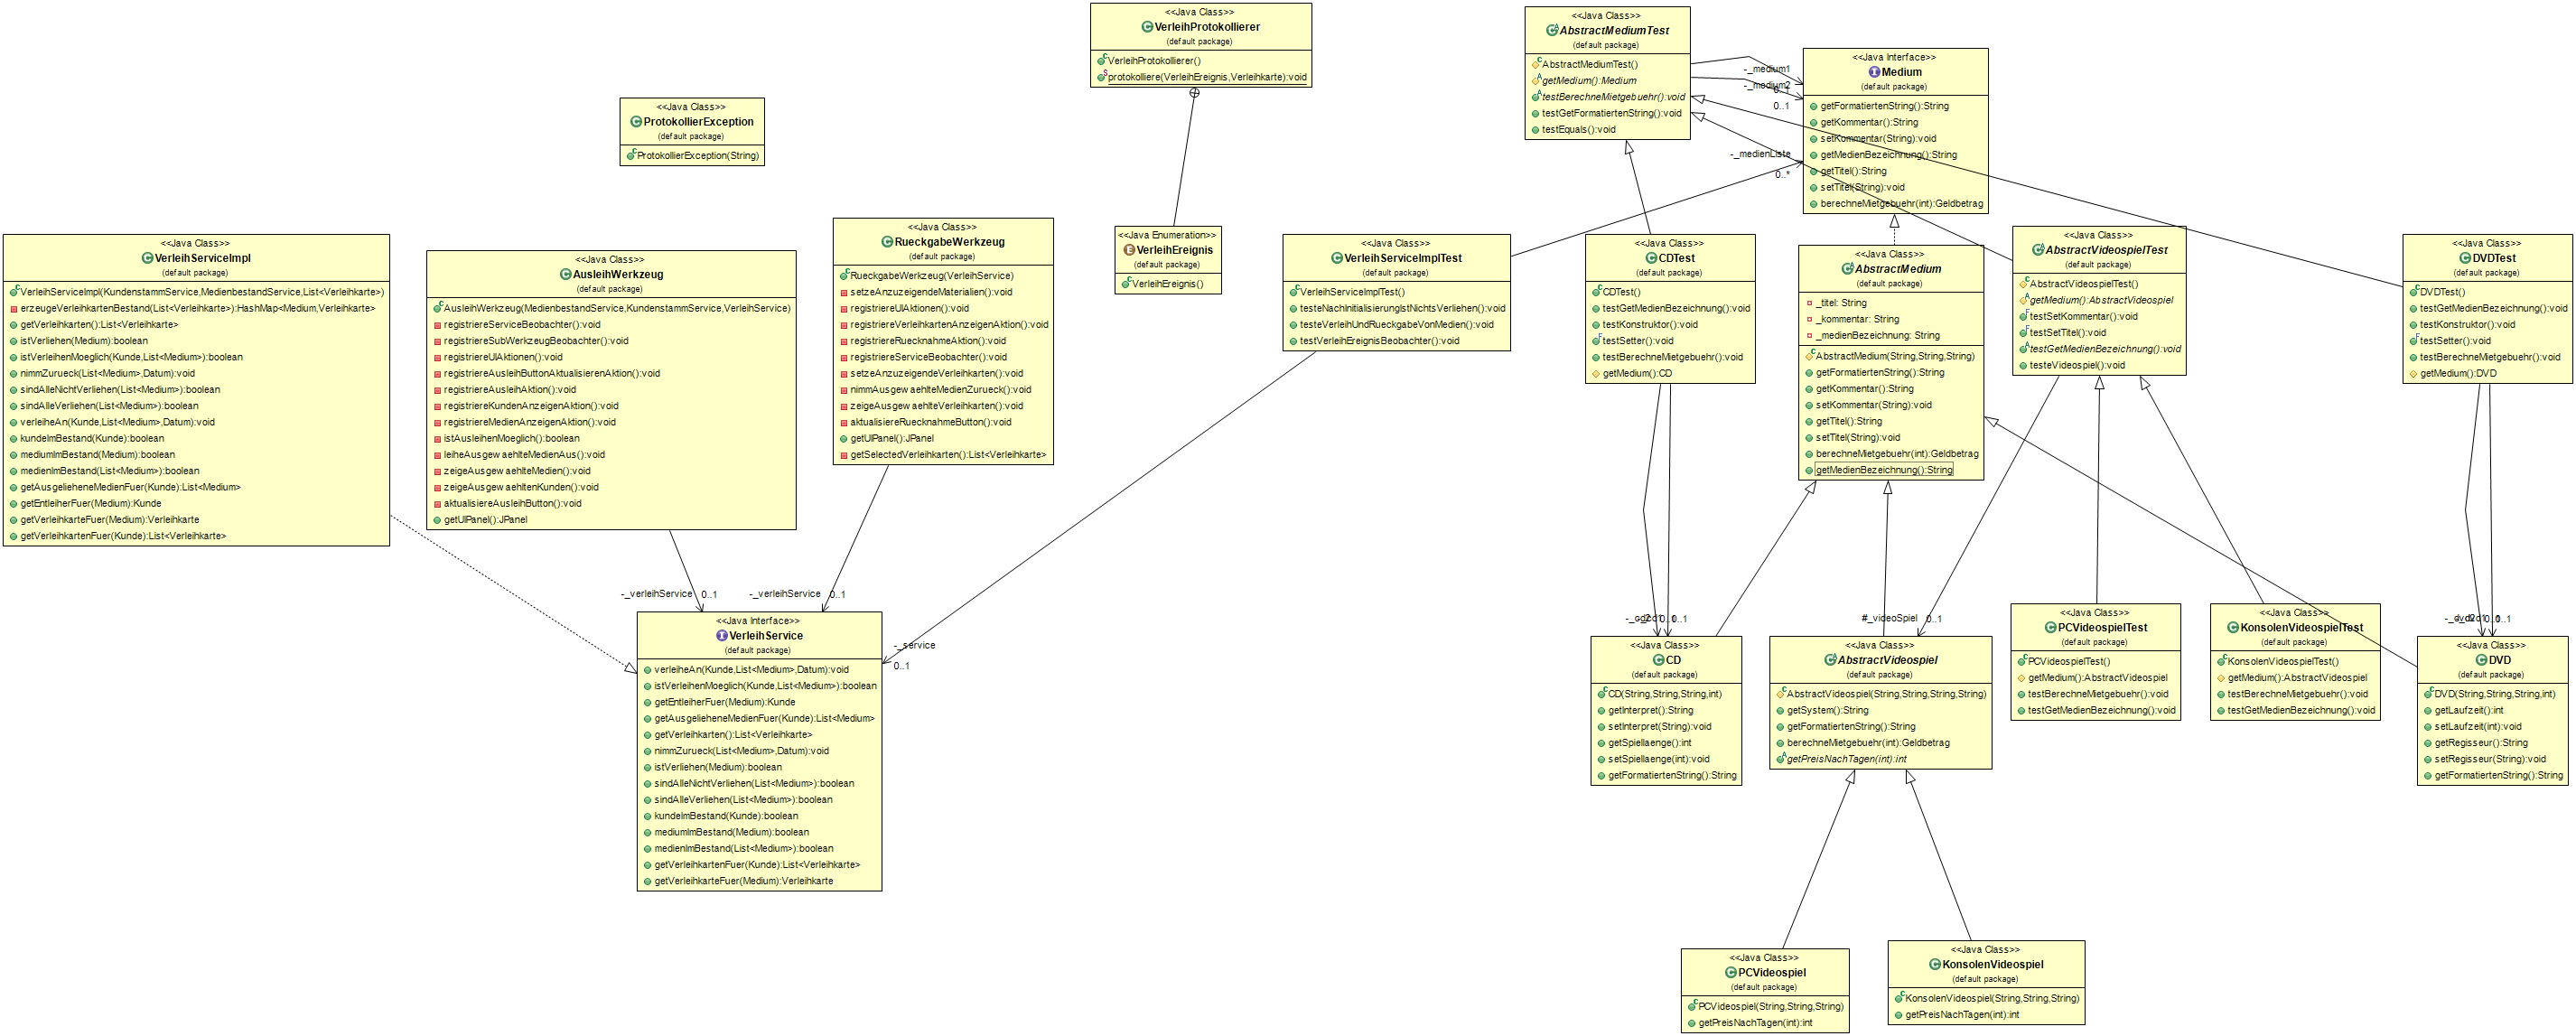 <<Java Class>>
VerleihProtokollierer
(default package)
VerleihProtokollierer()
protokolliere(VerleihEreignis,Verleihkarte):void
<<Java Class>>
AbstractMediumTest
(default package)
AbstractMediumTest()
getMedium():Medium
testBerechneMietgebuehr():void
testGetFormatiertenString():void
testEquals():void
-_medium1
0..1
-_medium2
0..1
-_medienListe
0..*
<<Java Interface>>
Medium
(default package)
getFormatiertenString():String
getKommentar():String
setKommentar(String):void
getMedienBezeichnung():String
getTitel():String
setTitel(String):void
berechneMietgebuehr(int):Geldbetrag
<<Java Class>>
ProtokollierException
(default package)
ProtokollierException(String)
<<Java Class>>
VerleihServiceImpl
(default package)
VerleihServiceImpl(KundenstammService,MedienbestandService,List<Verleihkarte>)
erzeugeVerleihkartenBestand(List<Verleihkarte>):HashMap<Medium,Verleihkarte>
getVerleihkarten():List<Verleihkarte>
istVerliehen(Medium):boolean
istVerleihenMoeglich(Kunde,List<Medium>):boolean
nimmZurueck(List<Medium>,Datum):void
sindAlleNichtVerliehen(List<Medium>):boolean
sindAlleVerliehen(List<Medium>):boolean
verleiheAn(Kunde,List<Medium>,Datum):void
kundeImBestand(Kunde):boolean
mediumImBestand(Medium):boolean
medienImBestand(List<Medium>):boolean
getAusgelieheneMedienFuer(Kunde):List<Medium>
getEntleiherFuer(Medium):Kunde
getVerleihkarteFuer(Medium):Verleihkarte
getVerleihkartenFuer(Kunde):List<Verleihkarte>
<<Java Class>>
AusleihWerkzeug
(default package)
AusleihWerkzeug(MedienbestandService,KundenstammService,VerleihService)
registriereServiceBeobachter():void
registriereSubWerkzeugBeobachter():void
registriereUIAktionen():void
registriereAusleihButtonAktualisierenAktion():void
registriereAusleihAktion():void
registriereKundenAnzeigenAktion():void
registriereMedienAnzeigenAktion():void
istAusleihenMoeglich():boolean
leiheAusgewaehlteMedienAus():void
zeigeAusgewaehlteMedien():void
zeigeAusgewaehltenKunden():void
aktualisiereAusleihButton():void
getUIPanel():JPanel
<<Java Class>>
RueckgabeWerkzeug
(default package)
RueckgabeWerkzeug(VerleihService)
setzeAnzuzeigendeMaterialien():void
registriereUIAktionen():void
registriereVerleihkartenAnzeigenAktion():void
registriereRuecknahmeAktion():void
registriereServiceBeobachter():void
setzeAnzuzeigendeVerleihkarten():void
nimmAusgewaehlteMedienZurueck():void
zeigeAusgewaehlteVerleihkarten():void
aktualisiereRuecknahmeButton():void
getUIPanel():JPanel
getSelectedVerleihkarten():List<Verleihkarte>
<<Java Enumeration>>
VerleihEreignis
(default package)
VerleihEreignis()
<<Java Class>>
VerleihServiceImplTest
(default package)
VerleihServiceImplTest()
testeNachInitialisierungIstNichtsVerliehen():void
testeVerleihUndRueckgabeVonMedien():void
testVerleihEreignisBeobachter():void
<<Java Class>>
CDTest
(default package)
CDTest()
testGetMedienBezeichnung():void
testKonstruktor():void
testSetter():void
testBerechneMietgebuehr():void
getMedium():CD
<<Java Class>>
AbstractMedium
(default package)
_titel: String
_kommentar: String
_medienBezeichnung: String
AbstractMedium(String,String,String)
getFormatiertenString():String
getKommentar():String
setKommentar(String):void
getTitel():String
setTitel(String):void
berechneMietgebuehr(int):Geldbetrag
getMedienBezeichnung():String
<<Java Class>>
AbstractVideospielTest
(default package)
AbstractVideospielTest()
getMedium():AbstractVideospiel
testSetKommentar():void
testSetTitel():void
testGetMedienBezeichnung():void
testeVideospiel():void
<<Java Class>>
DVDTest
(default package)
DVDTest()
testGetMedienBezeichnung():void
testKonstruktor():void
testSetter():void
testBerechneMietgebuehr():void
getMedium():DVD
-_verleihService 0..1
-_verleihService 0..1
-_service
0..1
<<Java Interface>>
VerleihService
(default package)
verleiheAn(Kunde,List<Medium>,Datum):void
istVerleihenMoeglich(Kunde,List<Medium>):boolean
getEntleiherFuer(Medium):Kunde
getAusgelieheneMedienFuer(Kunde):List<Medium>
getVerleihkarten():List<Verleihkarte>
nimmZurueck(List<Medium>,Datum):void
istVerliehen(Medium):boolean
sindAlleNichtVerliehen(List<Medium>):boolean
sindAlleVerliehen(List<Medium>):boolean
kundeImBestand(Kunde):boolean
mediumImBestand(Medium):boolean
medienImBestand(List<Medium>):boolean
getVerleihkartenFuer(Kunde):List<Verleihkarte>
getVerleihkarteFuer(Medium):Verleihkarte
0..1
<<Java Class>>
CD
(default package)
CD(String,String,String,int)
getInterpret():String
setInterpret(String):void
getSpiellaenge():int
setSpiellaenge(int):void
getFormatiertenString():String
#_videoSpiel 0..1
<<Java Class>>
AbstractVideospiel
(default package)
AbstractVideospiel(String,String,String,String)
getSystem():String
getFormatiertenString():String
berechneMietgebuehr(int):Geldbetrag
getPreisNachTagen(int):int
<<Java Class>>
PCVideospielTest
(default package)
PCVideospielTest()
getMedium():AbstractVideospiel
testBerechneMietgebuehr():void
testGetMedienBezeichnung():void
<<Java Class>>
KonsolenVideospielTest
(default package)
KonsolenVideospielTest()
getMedium():AbstractVideospiel
testBerechneMietgebuehr():void
testGetMedienBezeichnung():void
0..1
<<Java Class>>
DVD
(default package)
DVD(String,String,String,int)
getLaufzeit():int
setLaufzeit(int):void
getRegisseur():String
setRegisseur(String):void
getFormatiertenString():String
<<Java Class>>
PCVideospiel
(default package)
PCVideospiel(String,String,String)
getPreisNachTagen(int):int
<<Java Class>>
KonsolenVideospiel
(default package)
KonsolenVideospiel(String,String,String)
getPreisNachTagen(int):int